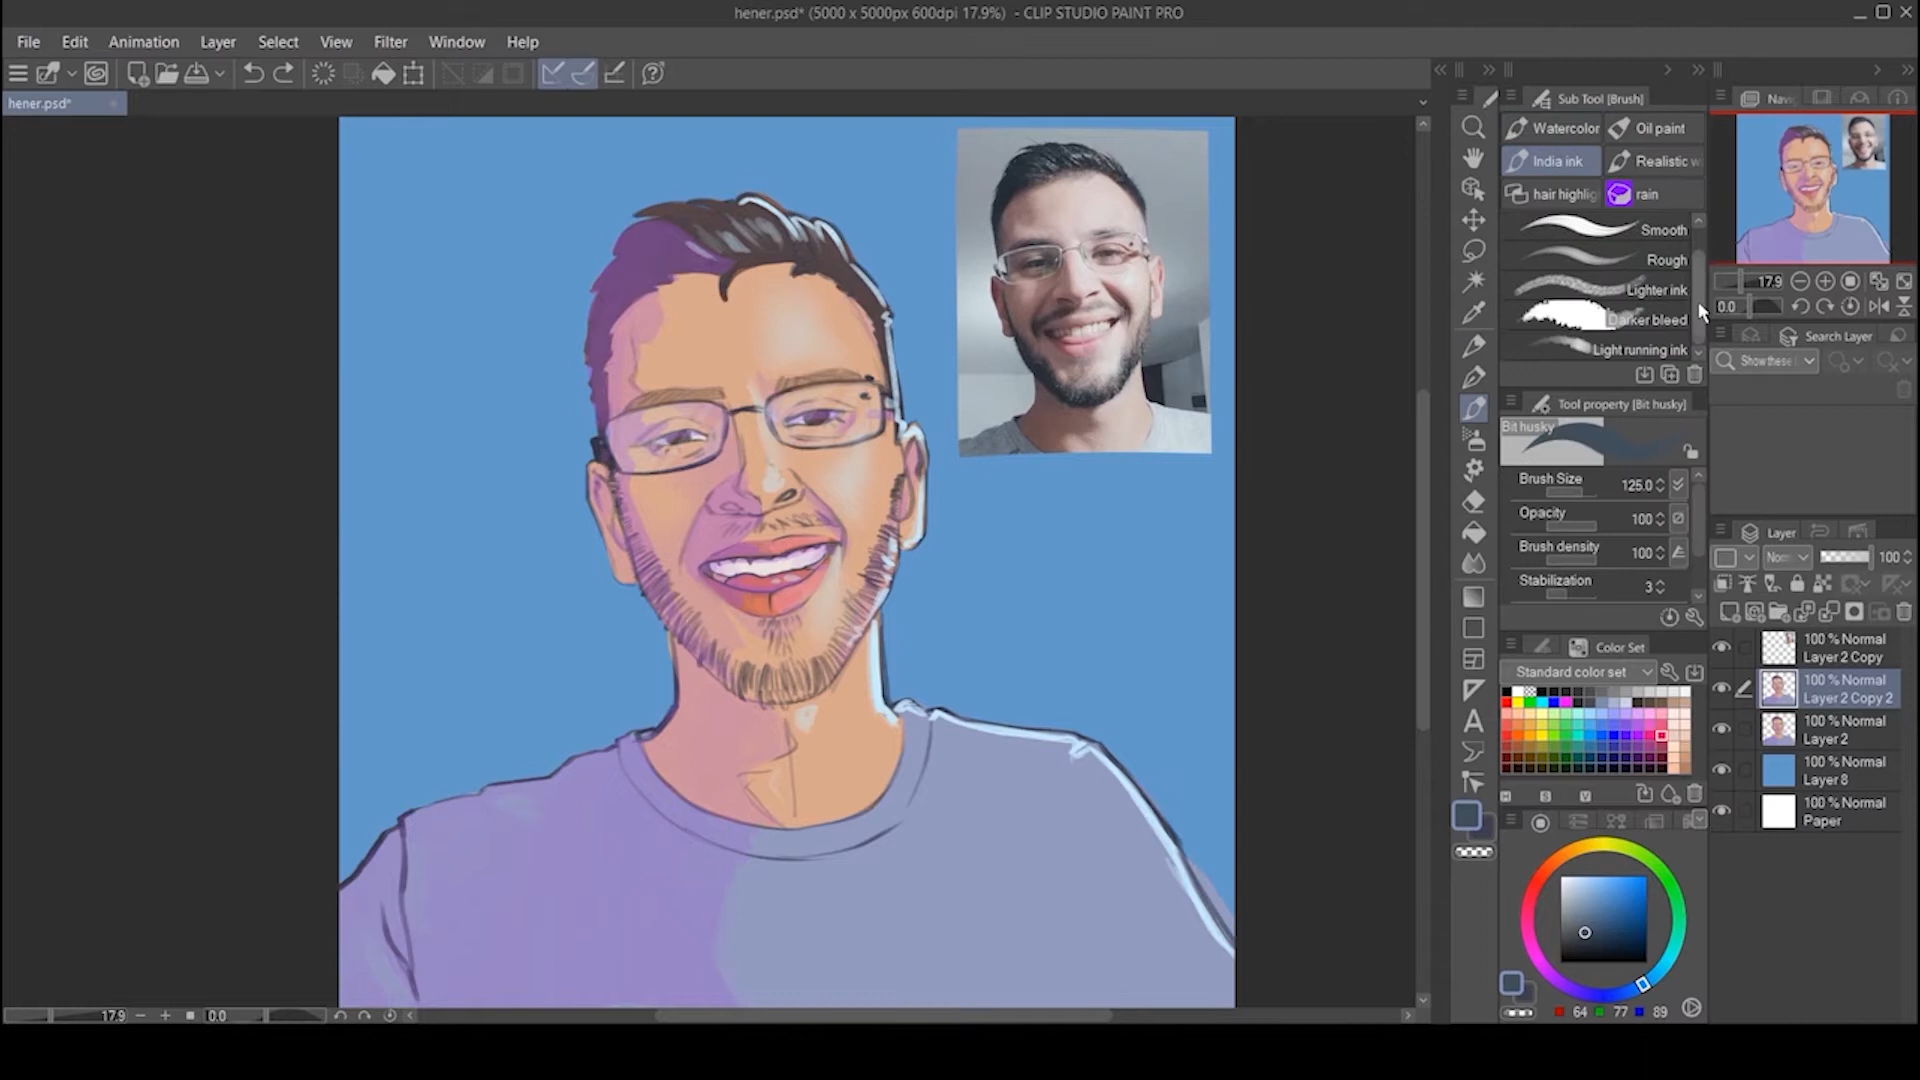 hener.psd* (5000 x 5000px 600dpi 17.9%) - CLIP STUDIO PAINT PRO
File Edit Animation Layer Select View Filter Window Help
hener.psd*
Sub Tool [Brush]
Watercolor Oil paint
India ink Realistic w
hair highlig rain
Smooth
Rough
Lighter ink
Darker bleed
Light running ink
Tool property [Bit husky]
Bit husky
Brush Size 125.0
Opacity 100
Brush density 100
Stabilization 3
Color Set
Standard color set
H S V
64 77 89
Navi
17.9
0.0
Search Layer
Show these
Layer
Norm 100
100 % Normal
Layer 2 Copy
100 % Normal
Layer 2 Copy 2
100 % Normal
Layer 2
100 % Normal
Layer 8
100 % Normal
Paper
17.9 0.0